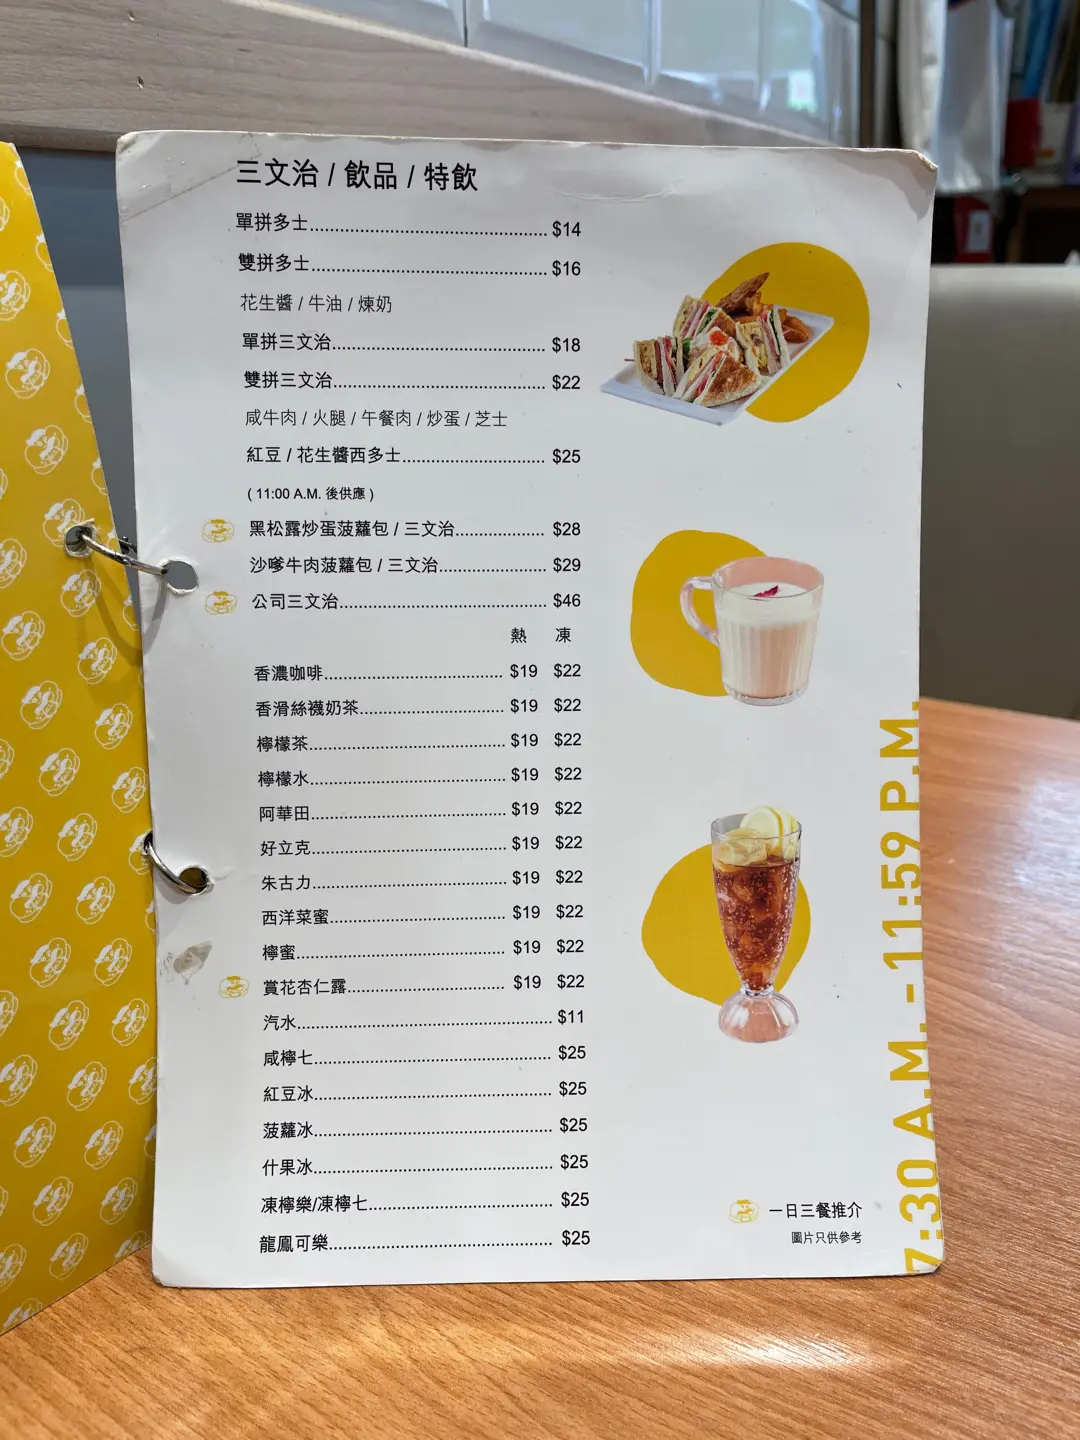 三文治 / 飲品 / 特飲
單拼多士 $14
雙拼多士 $16
花生醬 / 牛油 / 煉奶
單拼三文治 $18
雙拼三文治 $22
咸牛肉 / 火腿 / 午餐肉 / 炒蛋 / 芝士
紅豆 / 花生醬西多士 $25
( 11:00 A.M. 後供應 )
黑松露炒蛋菠蘿包 / 三文治 $28
沙嗲牛肉菠蘿包 / 三文治 $29
公司三文治 $46
熱 凍
香濃咖啡 $19 $22
香滑絲襪奶茶 $19 $22
檸檬茶 $19 $22
檸檬水 $19 $22
阿華田 $19 $22
好立克 $19 $22
朱古力 $19 $22
西洋菜蜜 $19 $22
檸蜜 $19 $22
賞花杏仁露 $19 $22
汽水 $11
咸檸七 $25
紅豆冰 $25
菠蘿冰 $25
什果冰 $25
凍檸樂/凍檸七 $25
龍鳳可樂 $25
一日三餐推介
圖片只供參考
7:30 A.M. - 11:59 P.M.